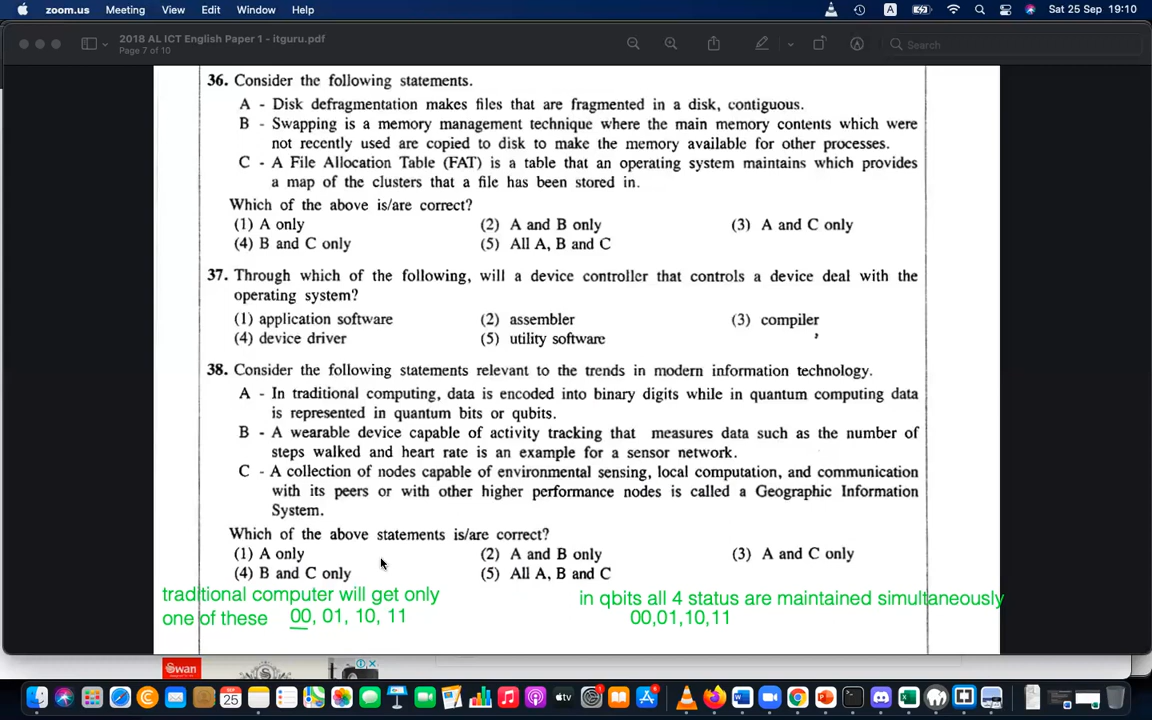 zoom.us Meeting View Edit Window Help A Sat 25 Sep 19:10
2018 AL ICT English Paper 1 - itguru.pdf
Page 7 of 10
Search
36. Consider the following statements.
A - Disk defragmentation makes files that are fragmented in a disk, contiguous.
B - Swapping is a memory management technique where the main memory contents which were
not recently used are copied to disk to make the memory available for other processes.
C - A File Allocation Table (FAT) is a table that an operating system maintains which provides
a map of the clusters that a file has been stored in.
Which of the above is/are correct?
(1) A only (2) A and B only (3) A and C only
(4) B and C only (5) All A, B and C
37. Through which of the following, will a device controller that controls a device deal with the
operating system?
(1) application software (2) assembler (3) compiler
(4) device driver (5) utility software
38. Consider the following statements relevant to the trends in modern information technology.
A - In traditional computing, data is encoded into binary digits while in quantum computing data
is represented in quantum bits or qubits.
B - A wearable device capable of activity tracking that measures data such as the number of
steps walked and heart rate is an example for a sensor network.
C - A collection of nodes capable of environmental sensing, local computation, and communication
with its peers or with other higher performance nodes is called a Geographic Information
System.
Which of the above statements is/are correct?
(1) A only (2) A and B only (3) A and C only
(4) B and C only (5) All A, B and C
traditional computer will get only
one of these 00, 01, 10, 11
in qbits all 4 status are maintained simultaneously
00,01,10,11
Swan
SEP
25
tv